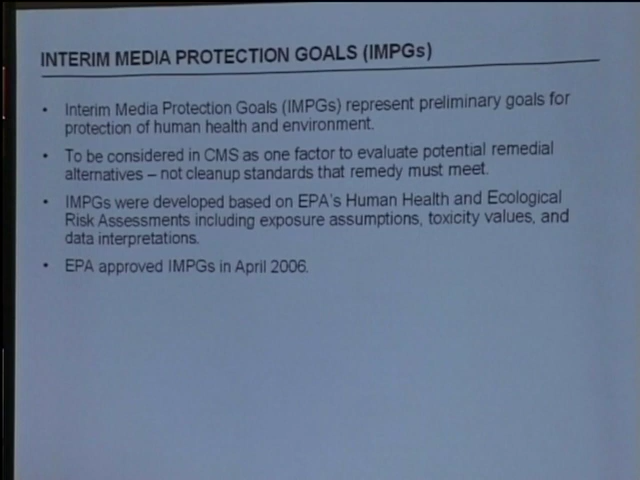 INTERIM MEDIA PROTECTION GOALS (IMPGs)
• Interim Media Protection Goals (IMPGs) represent preliminary goals for
protection of human health and environment.
• To be considered in CMS as one factor to evaluate potential remedial
alternatives – not cleanup standards that remedy must meet.
• IMPGs were developed based on EPA's Human Health and Ecological
Risk Assessments including exposure assumptions, toxicity values, and
data interpretations.
• EPA approved IMPGs in April 2006.